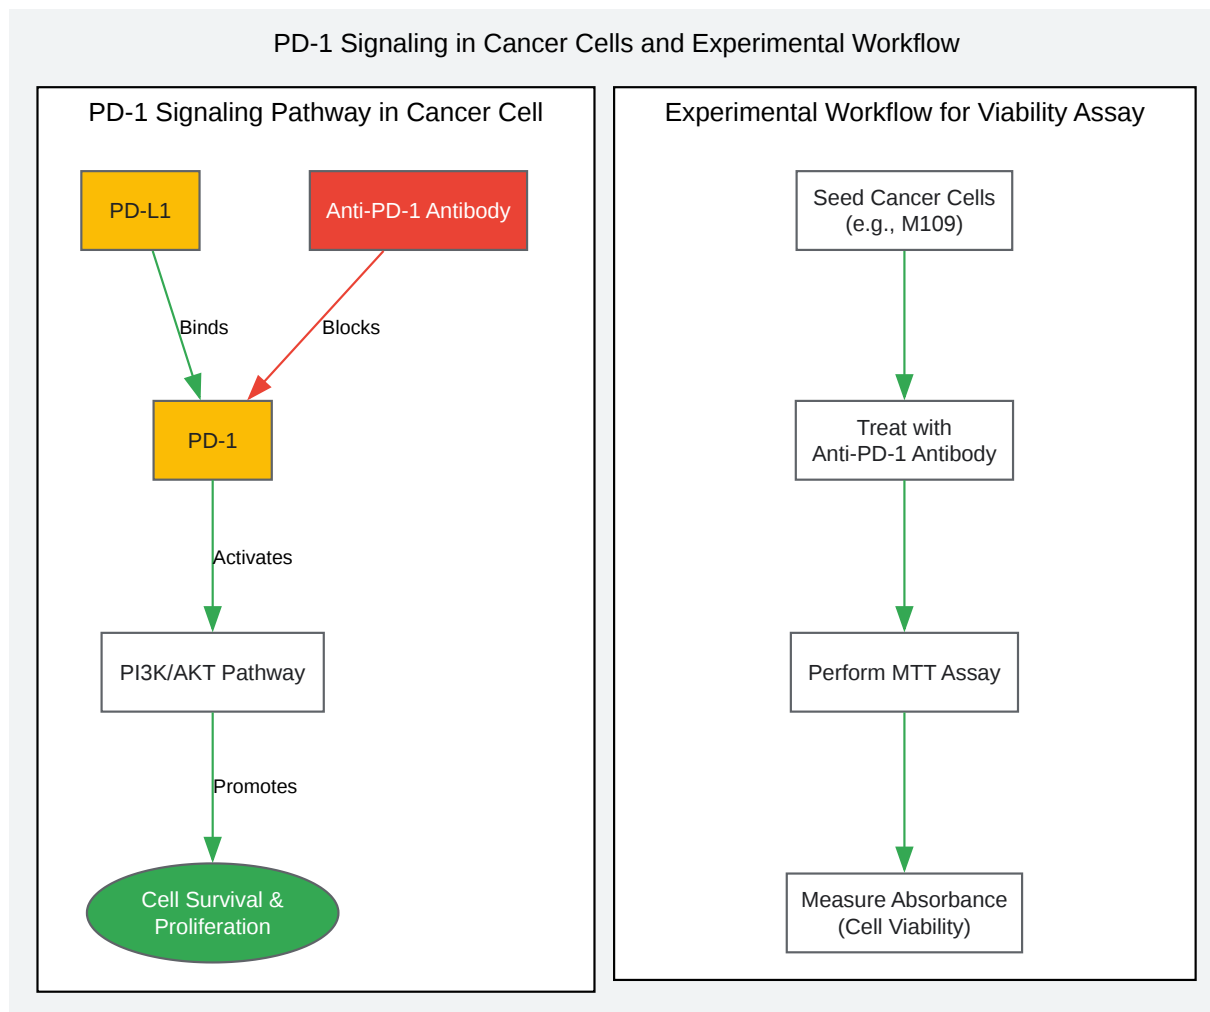 PD-1 Signaling in Cancer Cells and Experimental Workflow
PD-1 Signaling Pathway in Cancer Cell
PD-L1
Anti-PD-1 Antibody
Binds
Blocks
PD-1
Activates
PI3K/AKT Pathway
Promotes
Cell Survival &
Proliferation
Experimental Workflow for Viability Assay
Seed Cancer Cells
(e.g., M109)
Treat with
Anti-PD-1 Antibody
Perform MTT Assay
Measure Absorbance
(Cell Viability)